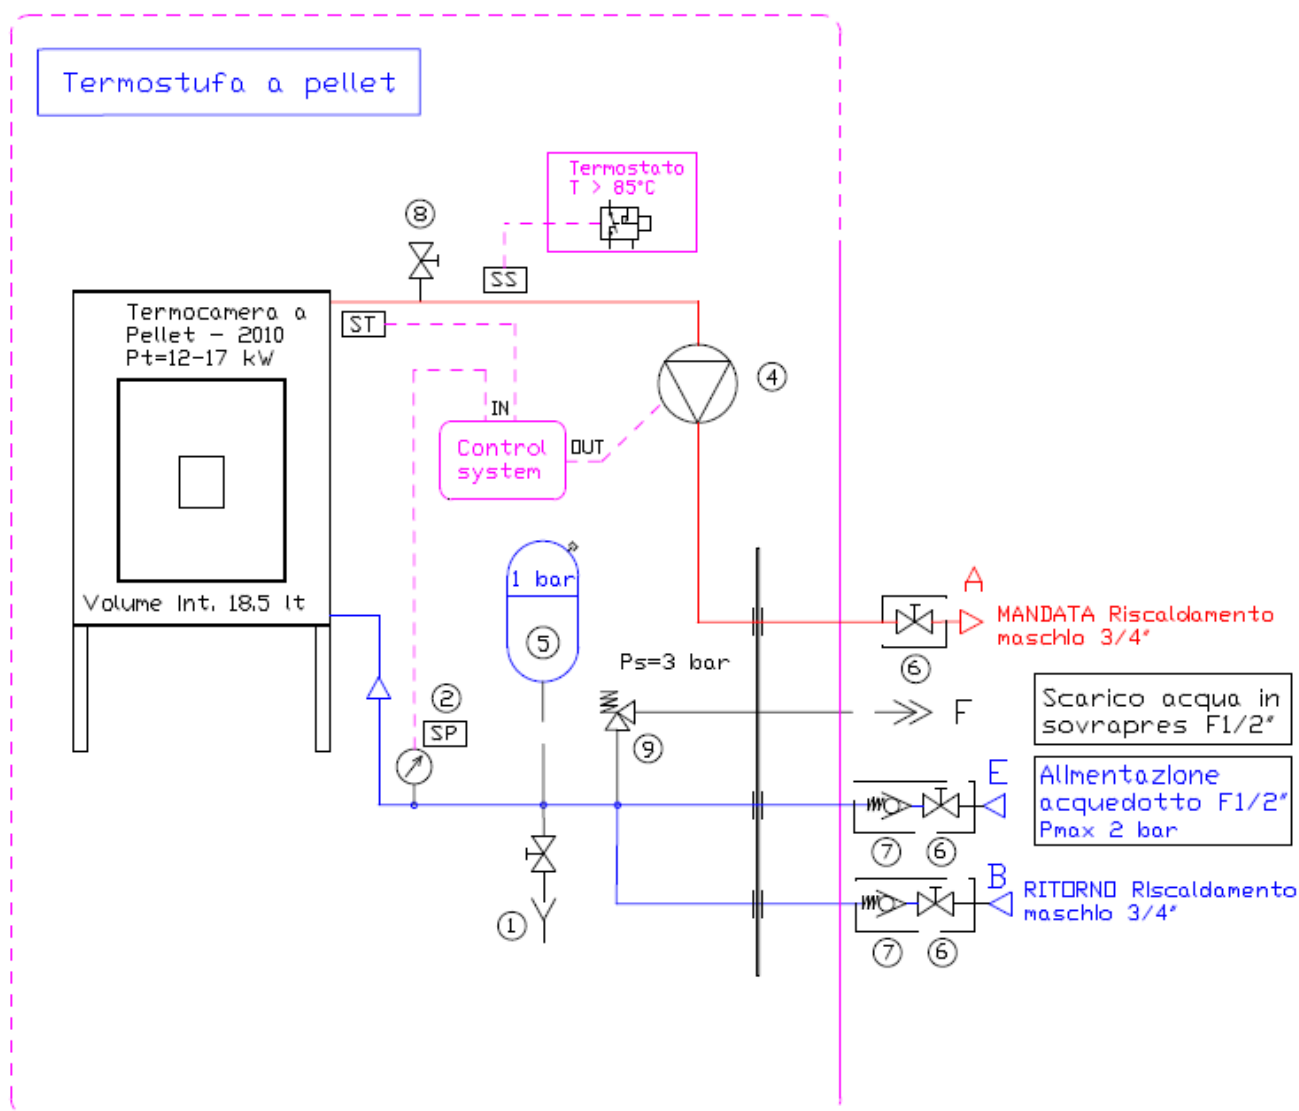 Termostufa a pellet
Termostato
T > 85°C
8
SS
Termocamera a
Pellet - 2010
Pt=12-17 kW
ST
4
IN
Control
system
OUT
1 bar
A
Volume Int. 18.5 lt
MANDATA Riscaldamento
maschio 3/4"
5
Ps=3 bar
6
2
SP
F
Scarico acqua in
sovrapres F1/2"
9
E
Alimentazione
acquedotto F1/2"
Pmax 2 bar
7
6
B
RITORNO Riscaldamento
maschio 3/4"
1
7
6